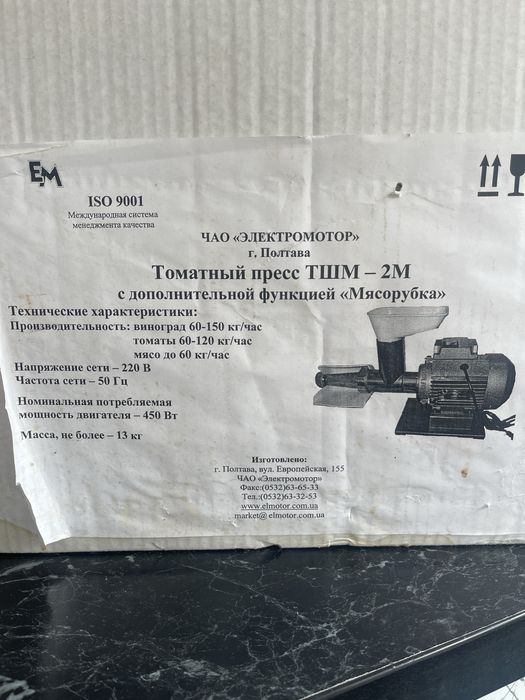 EM
ISO 9001
Международная система
менеджмента качества
ЧАО «ЭЛЕКТРОМОТОР»
г. Полтава
Томатный пресс ТШМ – 2М
с дополнительной функцией «Мясорубка»
Технические характеристики:
Производительность: виноград 60-150 кг/час
томаты 60-120 кг/час
мясо до 60 кг/час
Напряжение сети – 220 В
Частота сети – 50 Гц
Номинальная потребляемая
мощность двигателя – 450 Вт
Масса, не более – 13 кг
Изготовлено:
г. Полтава, вул. Европейская, 155
ЧАО «Электромотор»
Факс:(0532)63-65-33
Тел.:(0532)63-32-53
www.elmotor.com.ua
market@ elmotor.com.ua